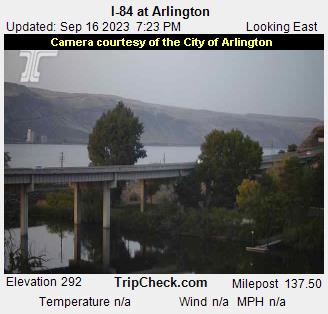 I-84 at Arlington
Updated: Sep 16 2023 7:23 PM Looking East
Camera courtesy of the City of Arlington
Elevation 292 TripCheck.com Milepost 137.50
Temperature n/a Wind n/a MPH n/a